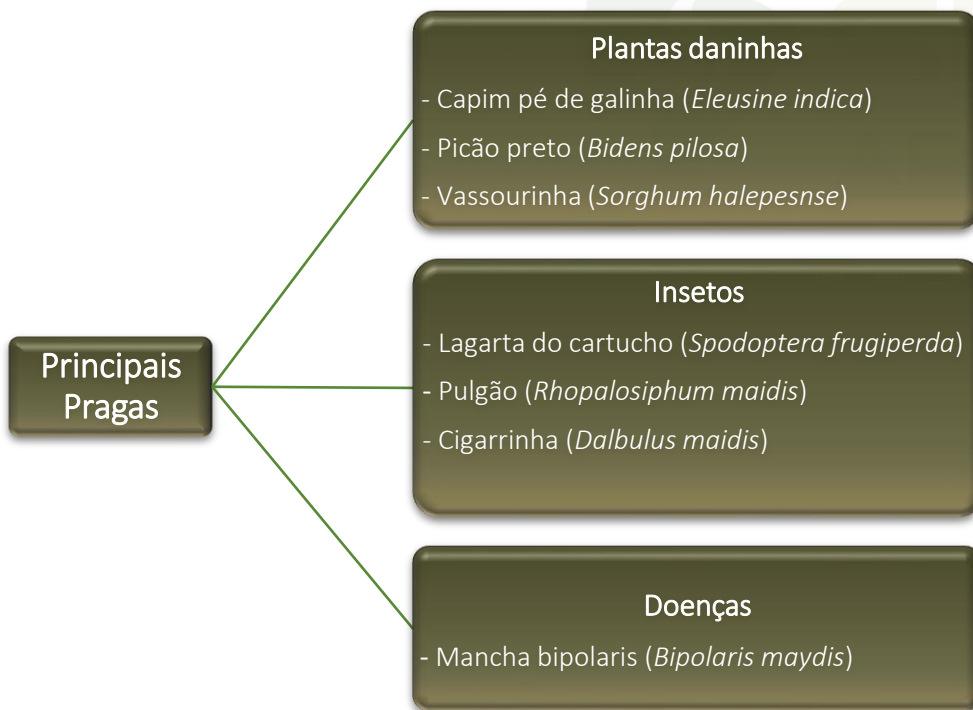 Plantas daninhas
- Capim pé de galinha (Eleusine indica)
- Picão preto (Bidens pilosa)
- Vassourinha (Sorghum halepesnse)
Principais
Pragas
Insetos
- Lagarta do cartucho (Spodoptera frugiperda)
- Pulgão (Rhopalosiphum maidis)
- Cigarrinha (Dalbulus maidis)
Doenças
- Mancha bipolaris (Bipolaris maydis)